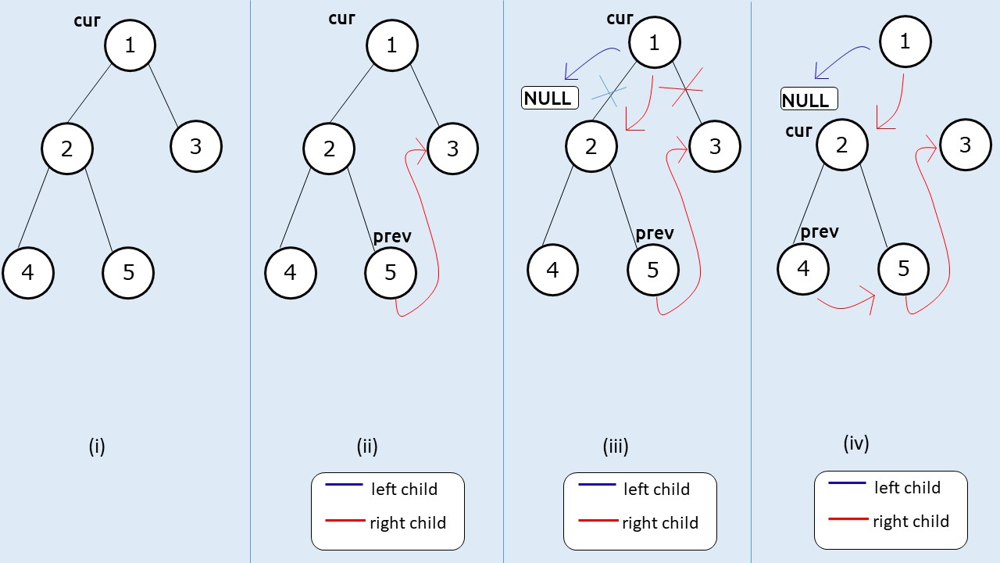 cur
1
2
3
4
5
(i)
cur
1
2
3
prev
4
5
(ii)
left child
right child
cur
1
NULL
2
3
prev
4
5
(iii)
left child
right child
1
NULL
cur
2
3
prev
4
5
(iv)
left child
right child